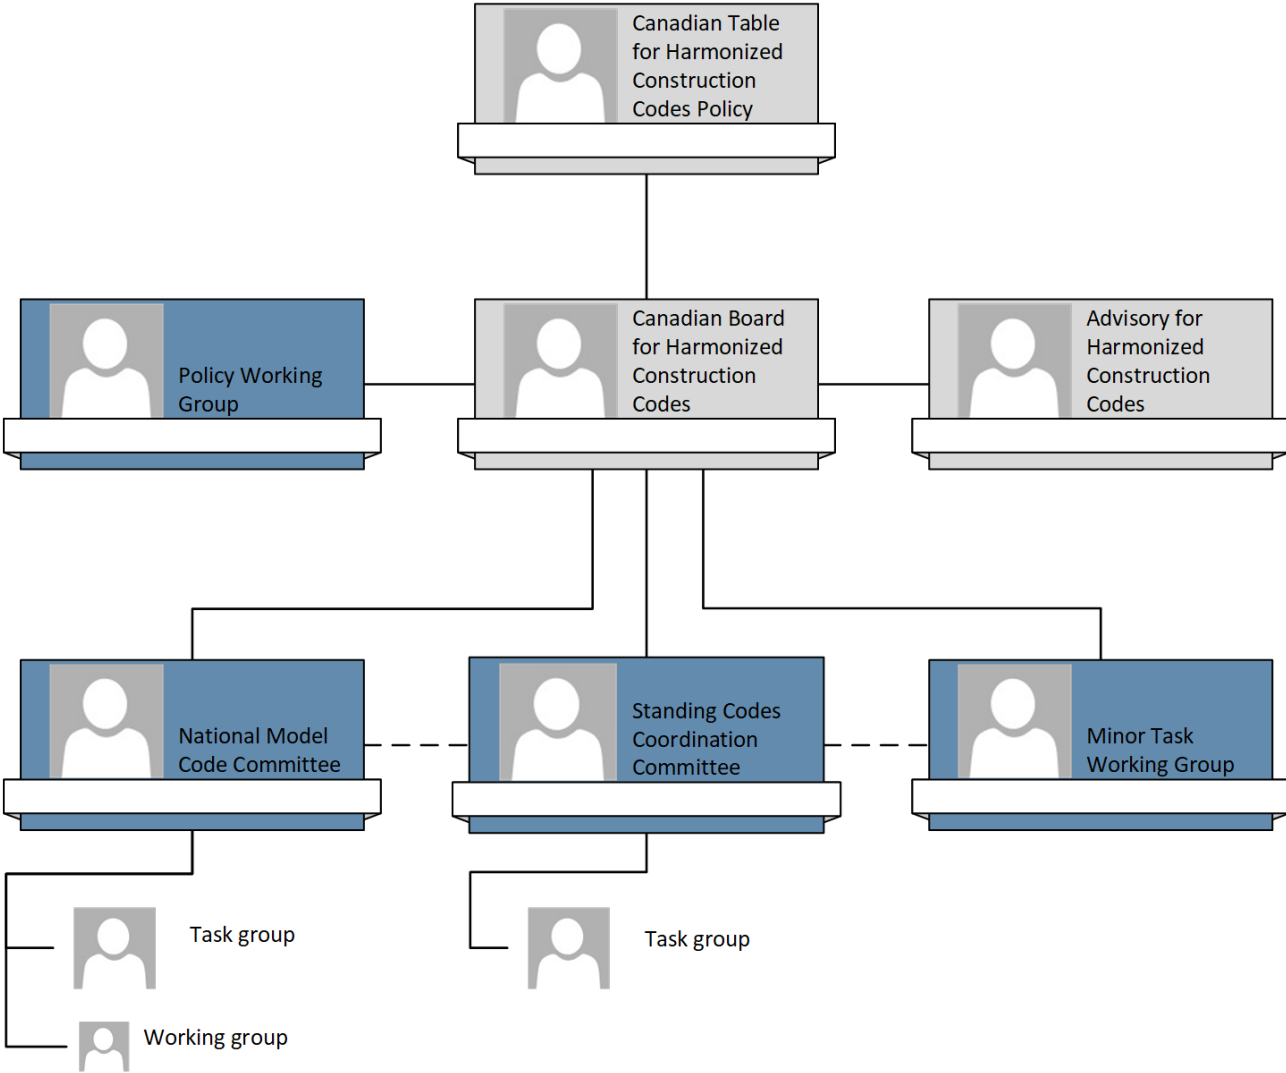 Canadian Table
for Harmonized
Construction
Codes Policy
Policy Working
Group
Canadian Board
for Harmonized
Construction
Codes
Advisory for
Harmonized
Construction
Codes
National Model
Code Committee
Standing Codes
Coordination
Committee
Minor Task
Working Group
Task group
Task group
Working group